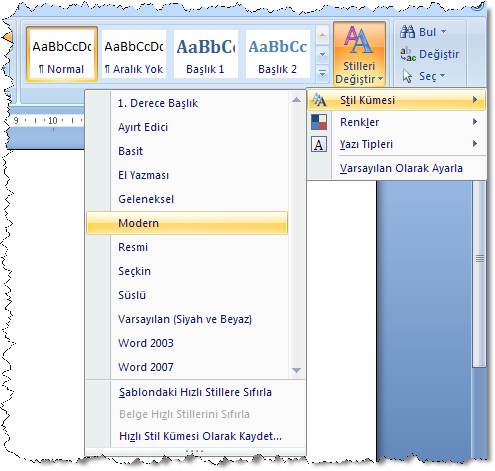 AaBbCcDc AaBbCcDc AaBbC AaBbCc
¶ Normal ¶ Aralık Yok Başlık 1 Başlık 2
Stilleri
Değiştir
Bul
Değiştir
Seç
Stil Kümesi
Renkler
Yazı Tipleri
Varsayılan Olarak Ayarla
9 10
1. Derece Başlık
Ayırt Edici
Basit
El Yazması
Geleneksel
Modern
Resmi
Seçkin
Süslü
Varsayılan (Siyah ve Beyaz)
Word 2003
Word 2007
Şablondaki Hızlı Stillere Sıfırla
Belge Hızlı Stillerini Sıfırla
Hızlı Stil Kümesi Olarak Kaydet...